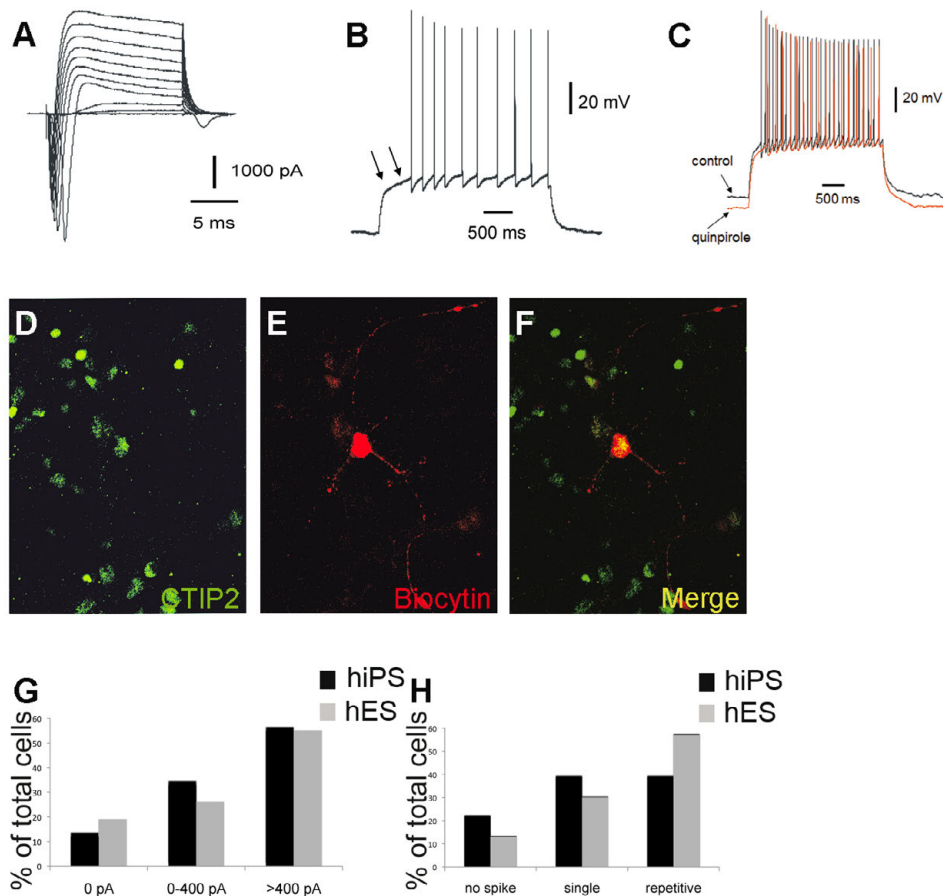 A
1000 pA
5 ms
B
20 mV
500 ms
C
20 mV
control
500 ms
quinpirole
D
CTIP2
E
Biocytin
F
Merge
G
hiPS
hES
% of total cells
60
50
40
30
20
10
0
0 pA
0-400 pA
>400 pA
H
hiPS
hES
% of total cells
60
50
40
30
20
10
0
no spike
single
repetitive